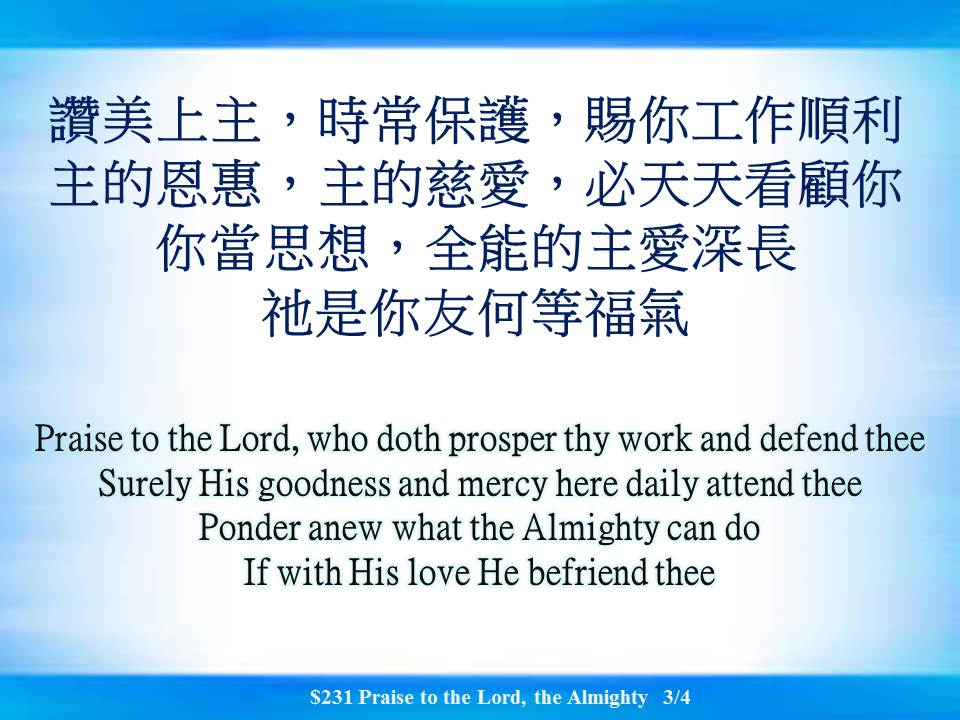 讚美上主，時常保護，賜你工作順利
主的恩惠，主的慈愛，必天天看顧你
你當思想，全能的主愛深長
祂是你友何等福氣
Praise to the Lord, who doth prosper thy work and defend thee
Surely His goodness and mercy here daily attend thee
Ponder anew what the Almighty can do
If with His love He befriend thee
$231 Praise to the Lord, the Almighty 3/4